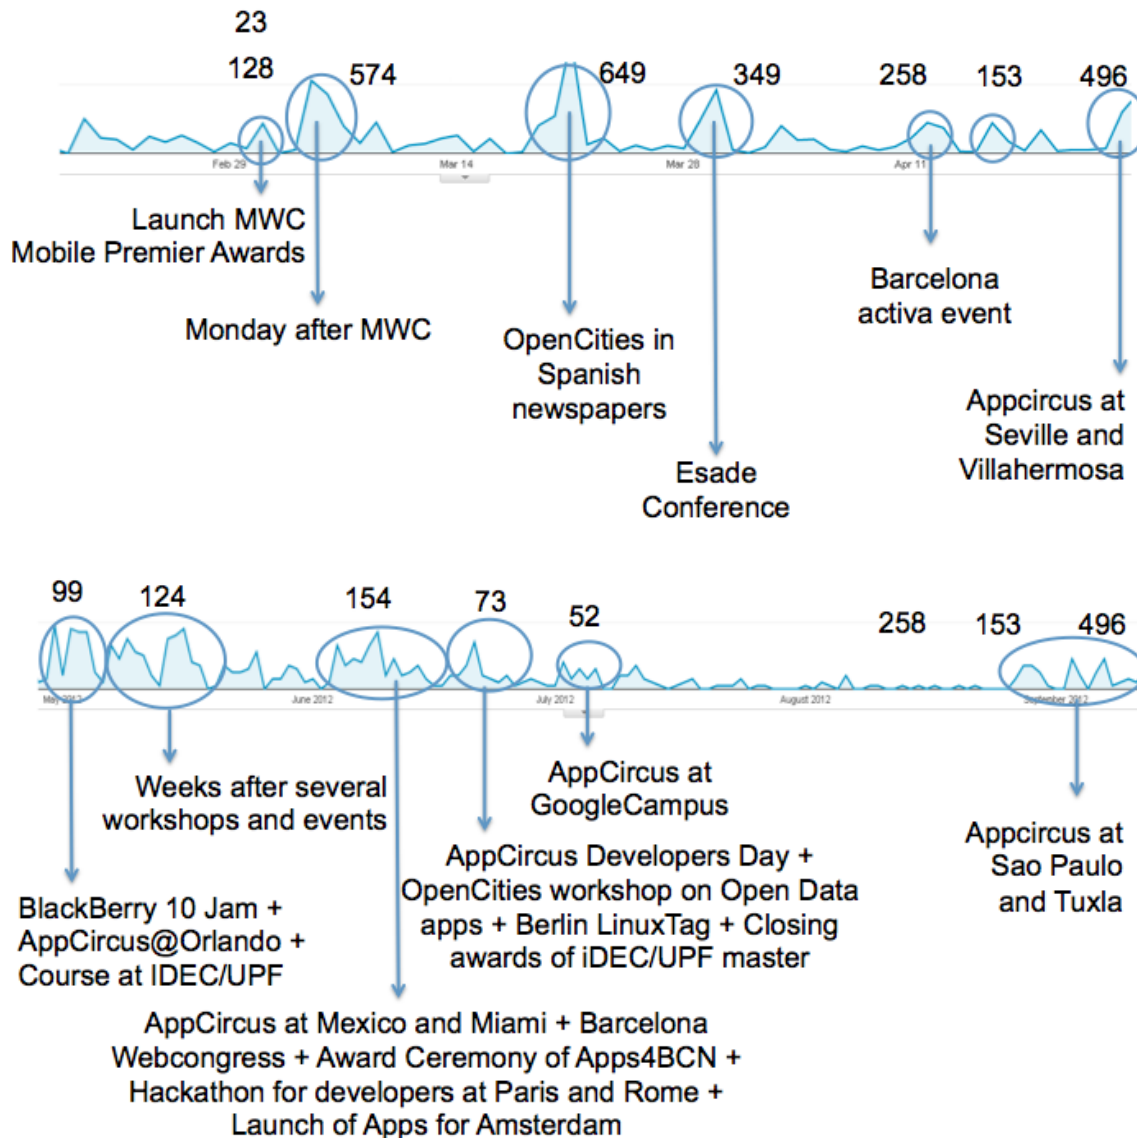 23
128
574
649
349
258
153
496
Feb 29
Mar 14
Mar 28
Apr 11
Launch MWC
Mobile Premier Awards
Monday after MWC
OpenCities in
Spanish
newspapers
Esade
Conference
Barcelona
activa event
Appcircus at
Seville and
Villahermosa
99
124
154
73
52
258
153
496
May 2012
June 2012
July 2012
August 2012
September 2012
Weeks after several
workshops and events
AppCircus at
GoogleCampus
BlackBerry 10 Jam +
AppCircus@Orlando +
Course at IDEC/UPF
AppCircus Developers Day +
OpenCities workshop on Open Data
apps + Berlin LinuxTag + Closing
awards of iDEC/UPF master
Appcircus at
Sao Paulo
and Tuxla
AppCircus at Mexico and Miami + Barcelona
Webcongress + Award Ceremony of Apps4BCN +
Hackathon for developers at Paris and Rome +
Launch of Apps for Amsterdam